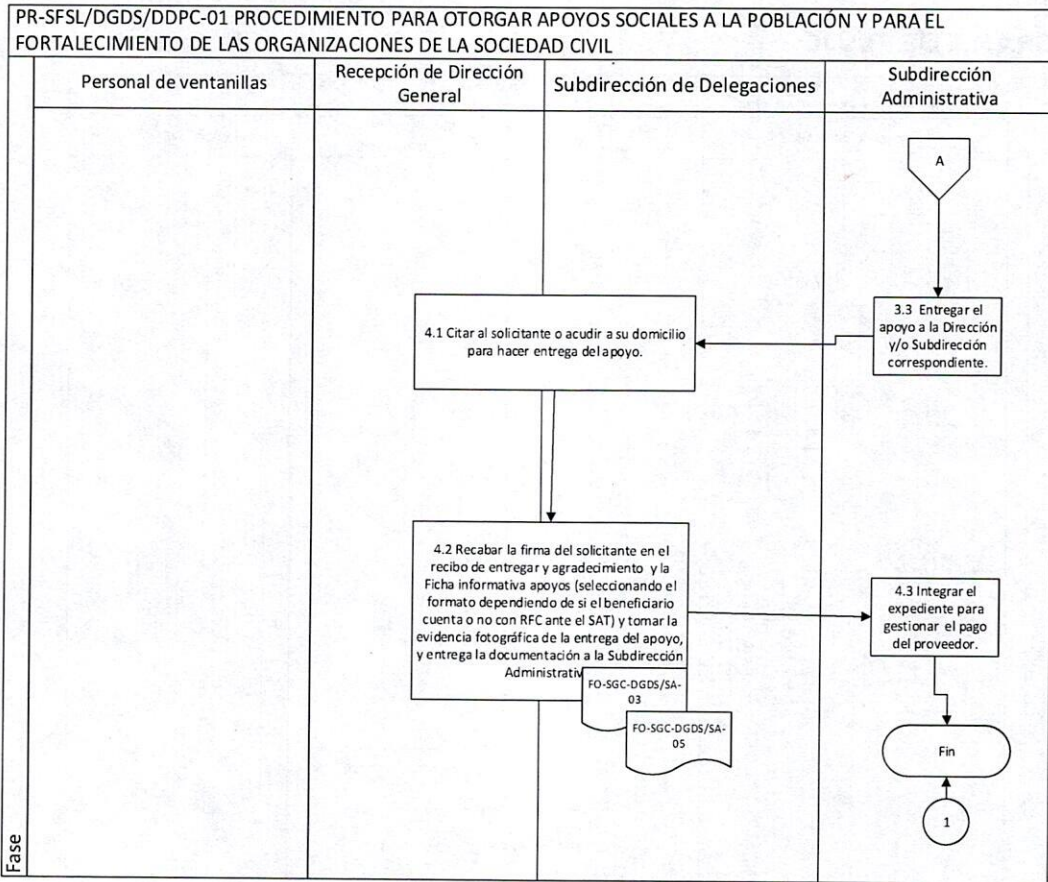 PR-SFSL/DGDS/DDPC-01 PROCEDIMIENTO PARA OTORGAR APOYOS SOCIALES A LA POBLACIÓN Y PARA EL
FORTALECIMIENTO DE LAS ORGANIZACIONES DE LA SOCIEDAD CIVIL
Personal de ventanillas
Recepción de Dirección
General
Subdirección de Delegaciones
Subdirección
Administrativa
A
3.3 Entregar el
apoyo a la Dirección
y/o Subdirección
correspondiente.
4.1 Citar al solicitante o acudir a su domicilio
para hacer entrega del apoyo.
4.2 Recabar la firma del solicitante en el
recibo de entregar y agradecimiento y la
Ficha informativa apoyos (seleccionando el
formato dependiendo de si el beneficiario
cuenta o no con RFC ante el SAT) y tomar la
evidencia fotográfica de la entrega del apoyo,
y entrega la documentación a la Subdirección
Administrativ
FO-SGC-DGDS/SA-
03
FO-SGC-DGDS/SA-
05
4.3 Integrar el
expediente para
gestionar el pago
del proveedor.
Fin
1
Fase